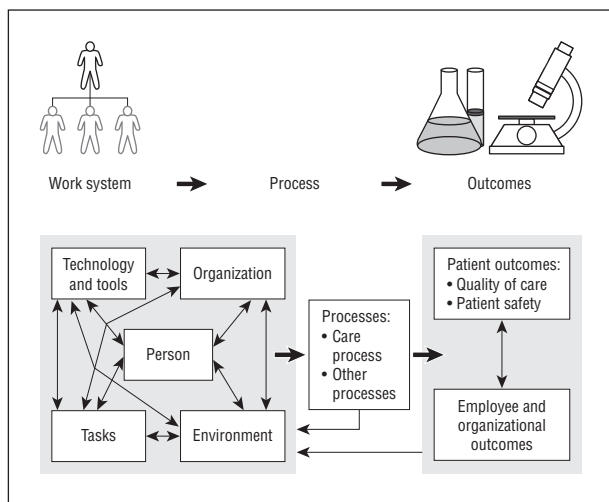 Work system
Process
Outcomes
Technology
and tools
Organization
Person
Tasks
Environment
Processes:
• Care
process
• Other
processes
Patient outcomes:
• Quality of care
• Patient safety
Employee and
organizational
outcomes